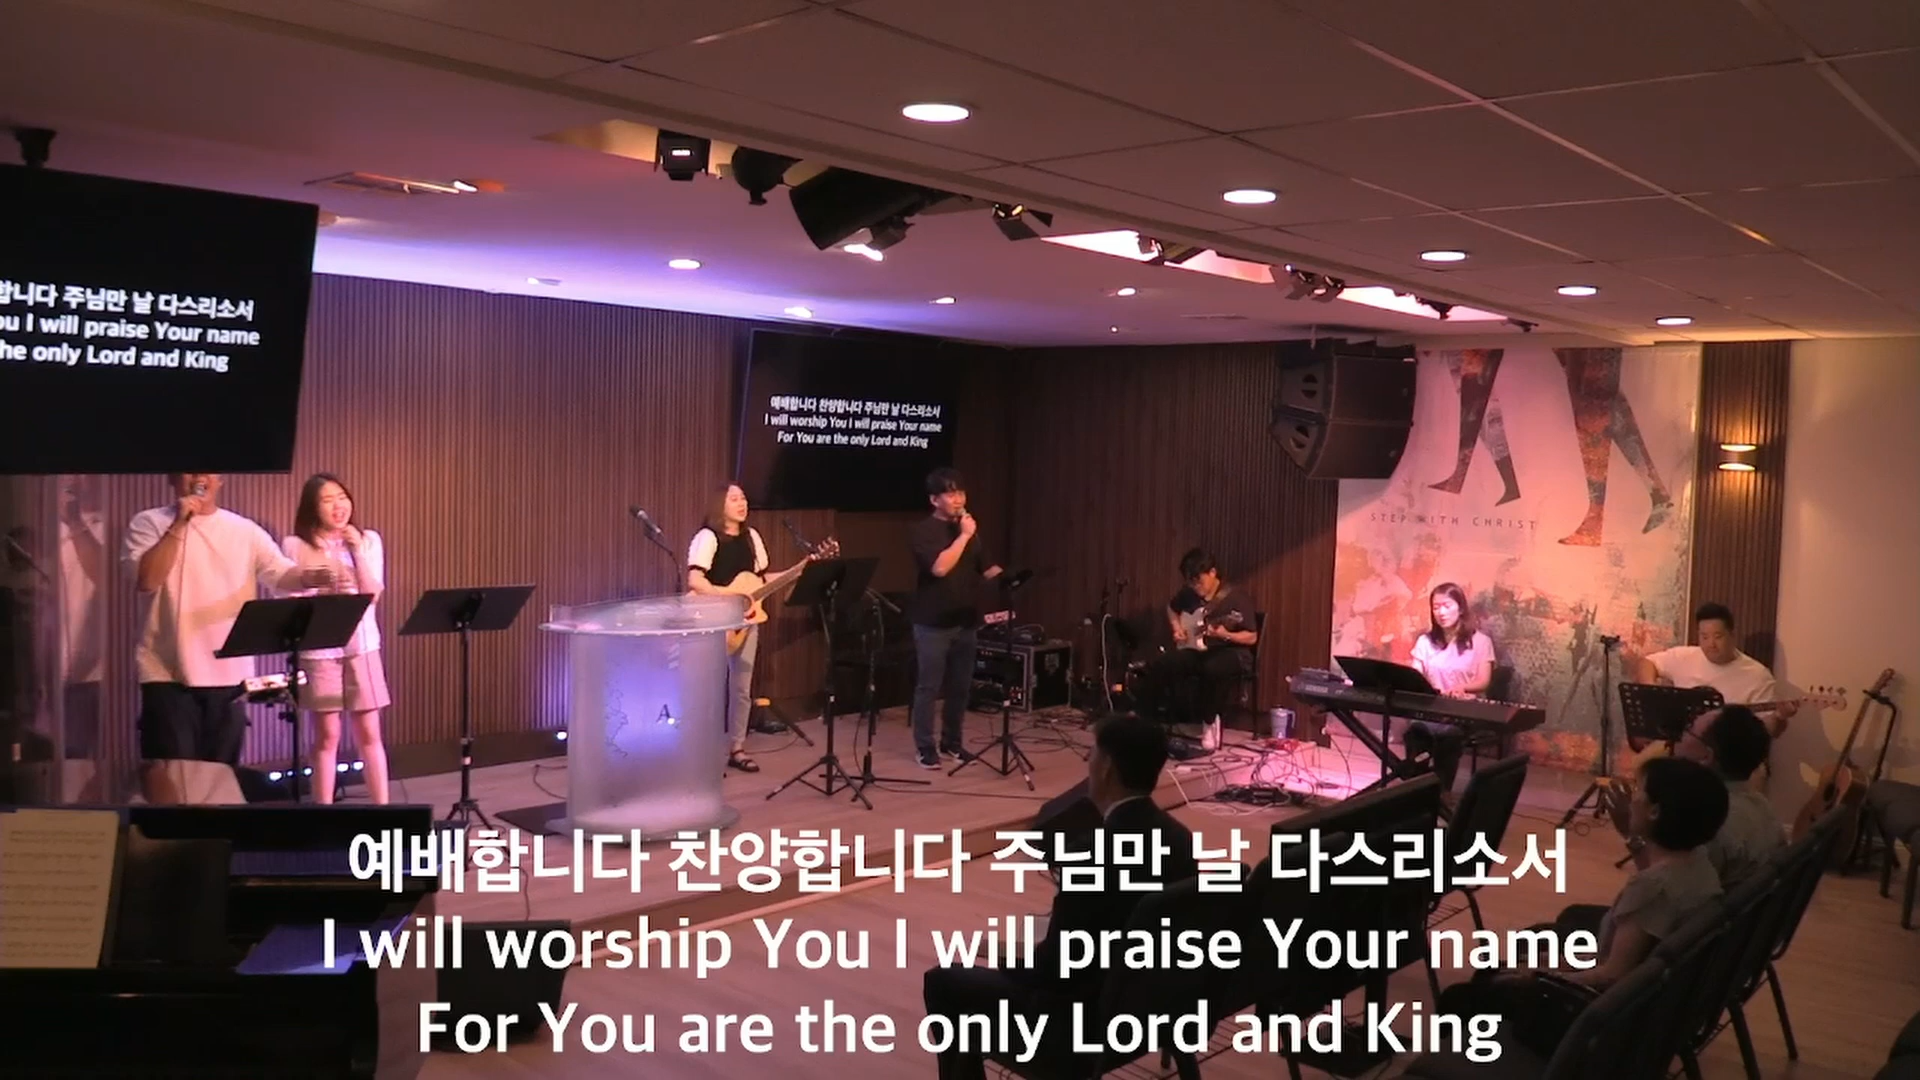 합니다 주님만 날 다스리소서
ou I will praise Your name
he only Lord and King
예배합니다 찬양합니다 주님만 날 다스리소서
I will worship You I will praise Your name
For You are the only Lord and King
STEP WITH CHRIST
예배합니다 찬양합니다 주님만 날 다스리소서
I will worship You I will praise Your name
For You are the only Lord and King